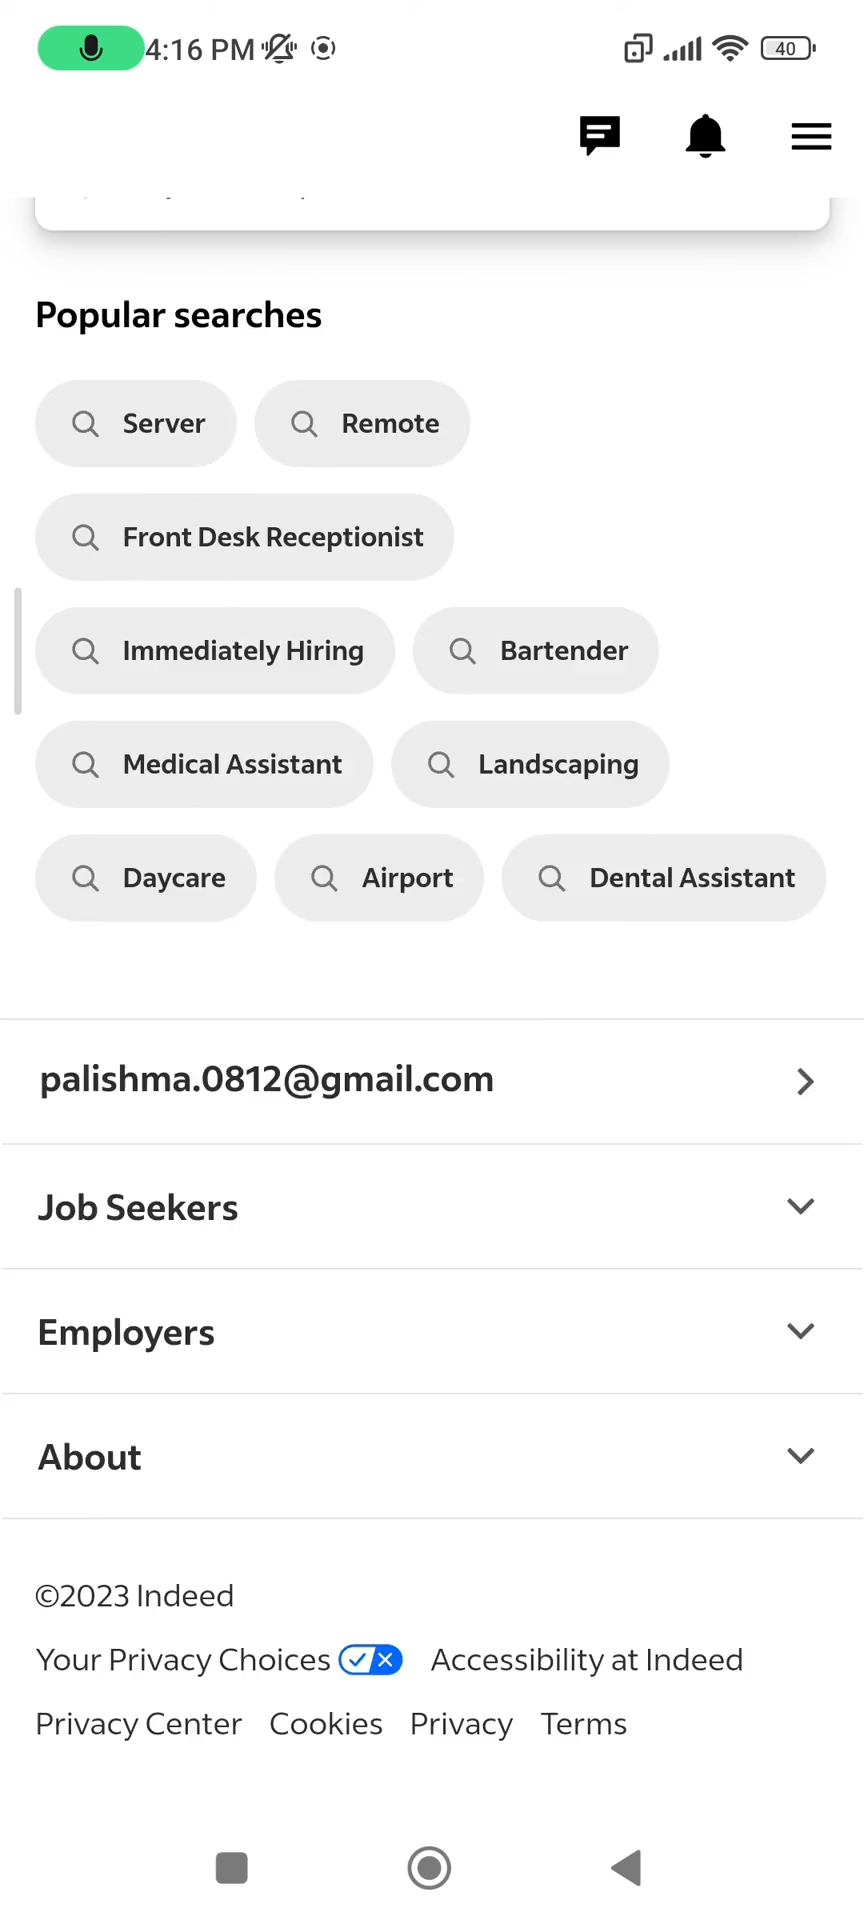 4:16 PM 40
Popular searches
Server Remote
Front Desk Receptionist
Immediately Hiring Bartender
Medical Assistant Landscaping
Daycare Airport Dental Assistant
palishma.0812@gmail.com
Job Seekers
Employers
About
©2023 Indeed
Your Privacy Choices Accessibility at Indeed
Privacy Center Cookies Privacy Terms